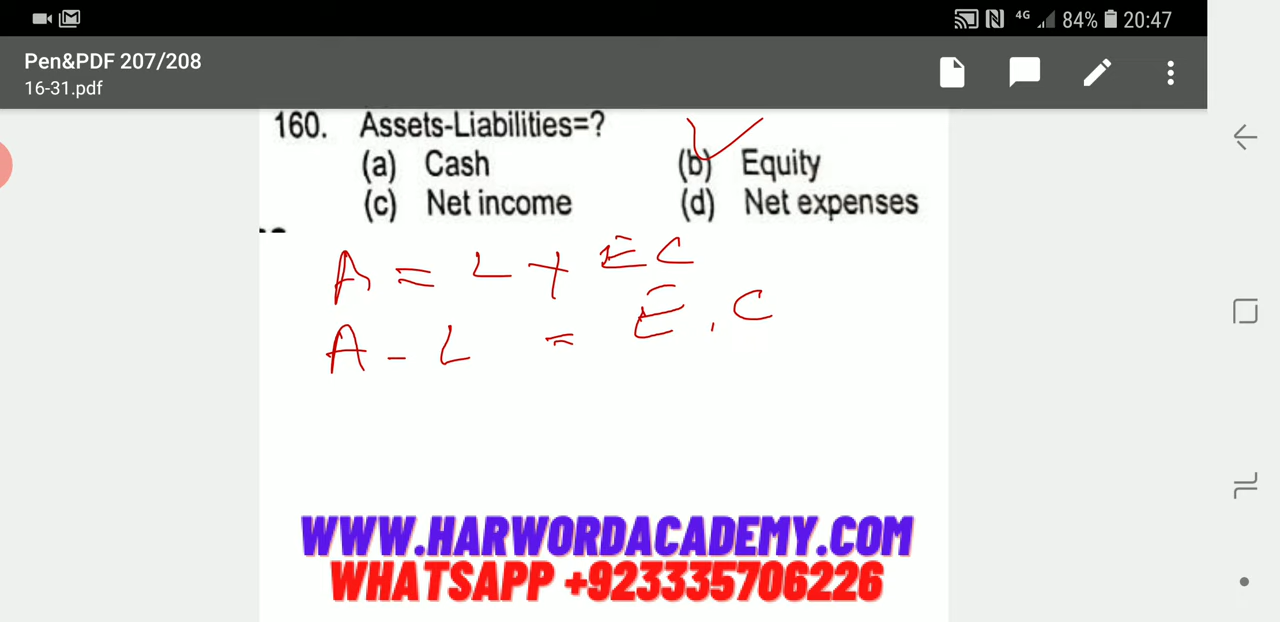 4G 84% 20:47
Pen&PDF 207/208
16-31.pdf
160. Assets-Liabilities=?
(a) Cash (b) Equity
(c) Net income (d) Net expenses
A = L + E C
A - L = E . C
WWW.HARWORDACADEMY.COM
WHATSAPP +923335706226